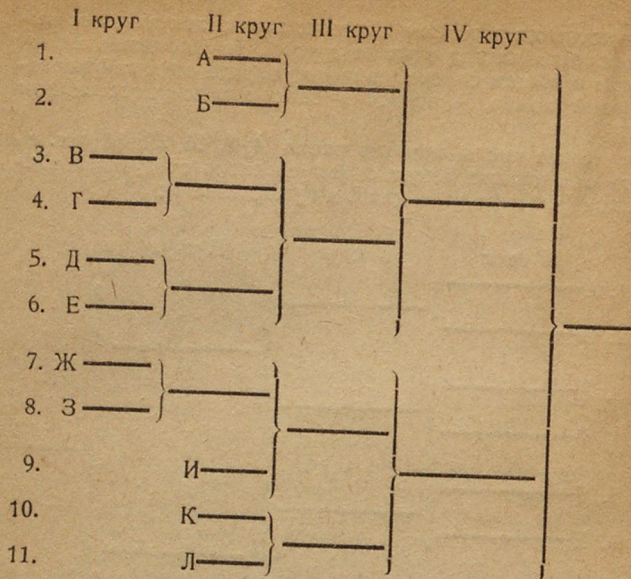 I круг II круг III круг IV круг
1. А
2. Б
3. В
4. Г
5. Д
6. Е
7. Ж
8. З
9. И
10. К
11. Л